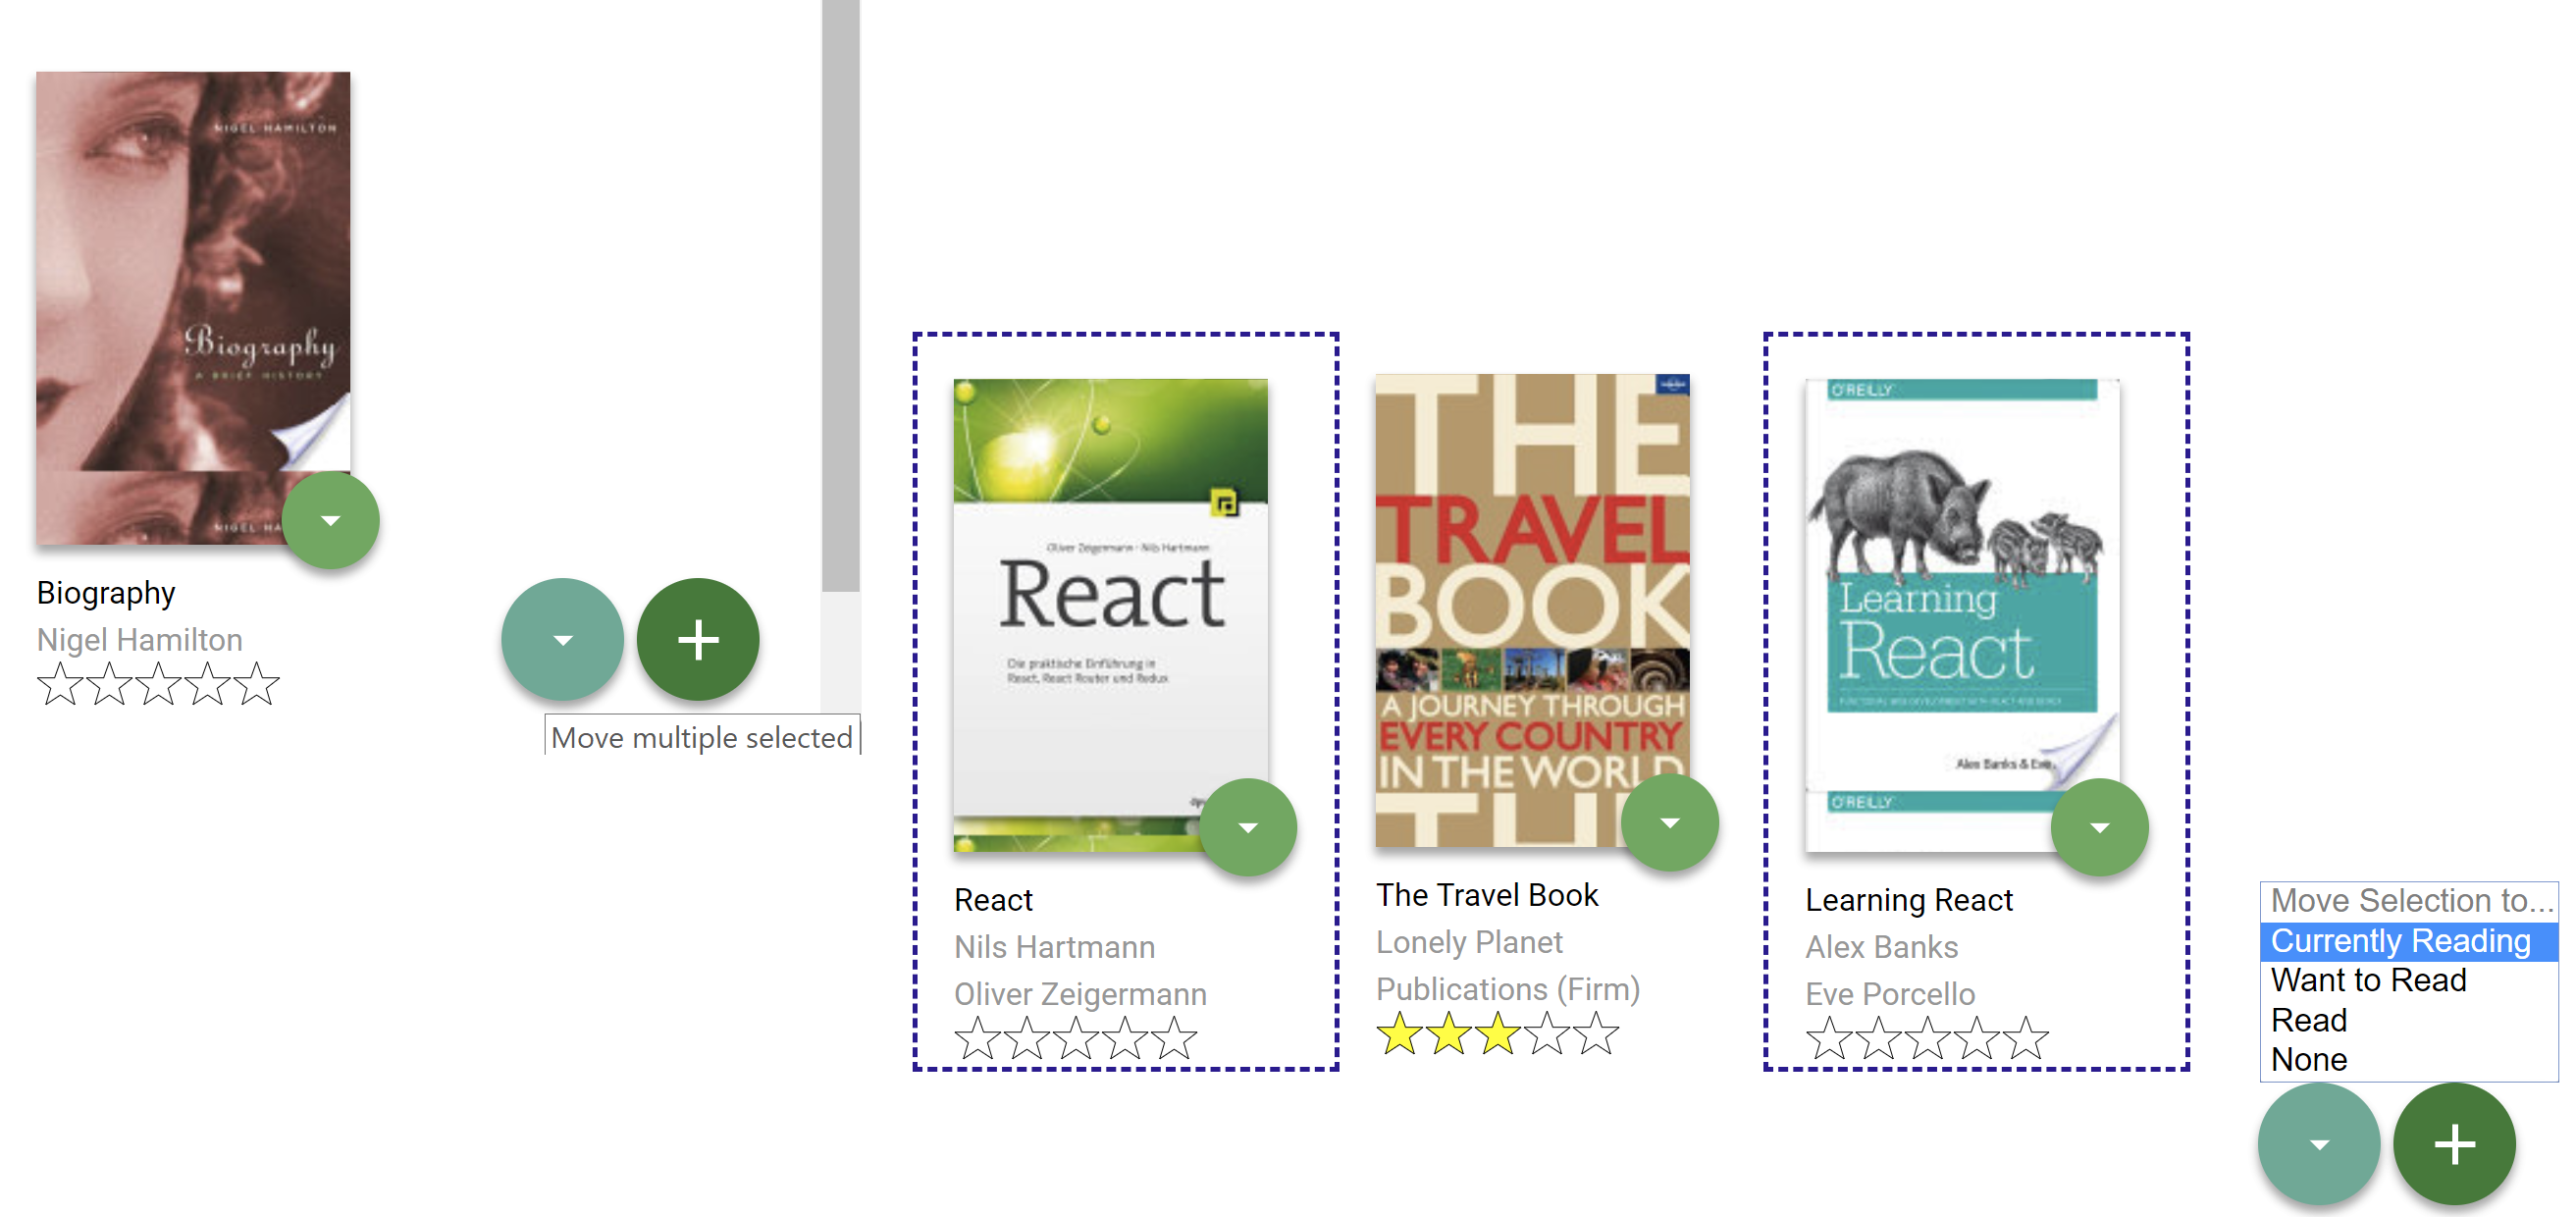 NIGEL HAMILTON
Biography
A BRIEF HISTORY
NIGEL HA
Biography
Nigel Hamilton
Move multiple selected
Oliver Zeigermann · Nils Hartmann
React
Die praktische Einführung in
React, React Router und Redux
React
Nils Hartmann
Oliver Zeigermann
THE
TRAVEL
BOOK
A JOURNEY THROUGH
EVERY COUNTRY
IN THE WORLD
THE
The Travel Book
Lonely Planet
Publications (Firm)
O'REILLY
Learning
React
Alex Banks & Eve
O'REILLY
Learning React
Alex Banks
Eve Porcello
Move Selection to...
Currently Reading
Want to Read
Read
None